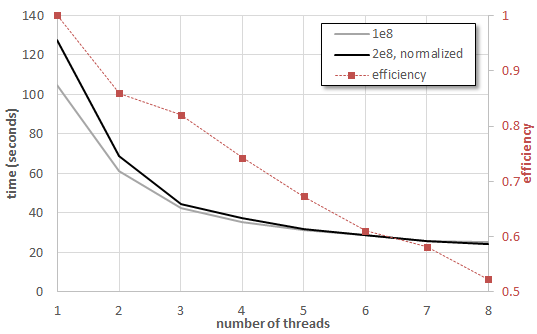 140
120
100
80
60
40
20
0
time (seconds)
1e8
2e8, normalized
efficiency
1
0.9
0.8
0.7
0.6
0.5
efficiency
1 2 3 4 5 6 7 8
number of threads